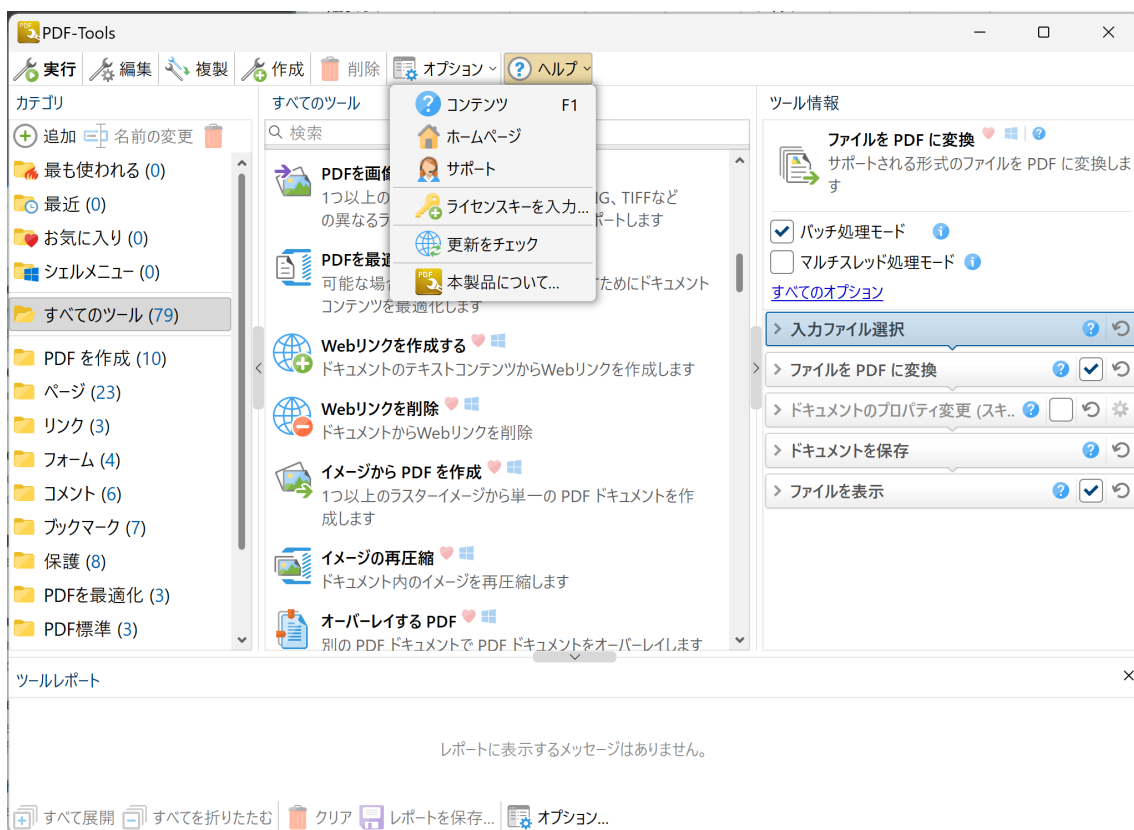 PDF-Tools
実行 編集 複製 作成 削除 オプション ヘルプ
カテゴリ
追加 名前の変更
最も使われる (0)
最近 (0)
お気に入り (0)
シェルメニュー (0)
すべてのツール (79)
PDF を作成 (10)
ページ (23)
リンク (3)
フォーム (4)
コメント (6)
ブックマーク (7)
保護 (8)
PDFを最適化 (3)
PDF標準 (3)
すべてのツール
検索
PDFを画像
1つ以上の NG、TIFFなど
の異なるラ ポートします
PDFを最適
可能な場合 ためにドキュメント
コンテンツを最適化します
Webリンクを作成する
ドキュメントのテキストコンテンツからWebリンクを作成します
Webリンクを削除
ドキュメントからWebリンクを削除
イメージから PDF を作成
1つ以上のラスターイメージから単一の PDF ドキュメントを作
成します
イメージの再圧縮
ドキュメント内のイメージを再圧縮します
オーバーレイする PDF
別の PDF ドキュメントで PDF ドキュメントをオーバーレイします
コンテンツ F1
ホームページ
サポート
ライセンスキーを入力...
更新をチェック
本製品について...
ツール情報
ファイルを PDF に変換
サポートされる形式のファイルを PDF に変換しま
す
バッチ処理モード
マルチスレッド処理モード
すべてのオプション
入力ファイル選択
ファイルを PDF に変換
ドキュメントのプロパティ変更 (スキ..
ドキュメントを保存
ファイルを表示
ツールレポート
レポートに表示するメッセージはありません。
すべて展開 すべてを折りたたむ クリア レポートを保存... オプション...